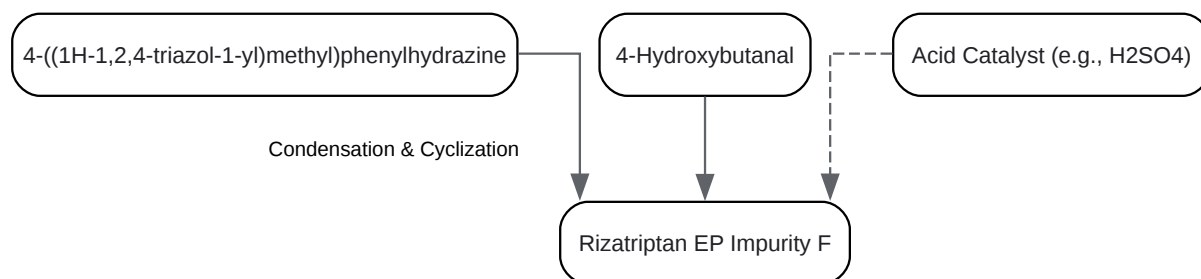 4-((1H-1,2,4-triazol-1-yl)methyl)phenylhydrazine
4-Hydroxybutanal
Acid Catalyst (e.g., H2SO4)
Condensation & Cyclization
Rizatriptan EP Impurity F